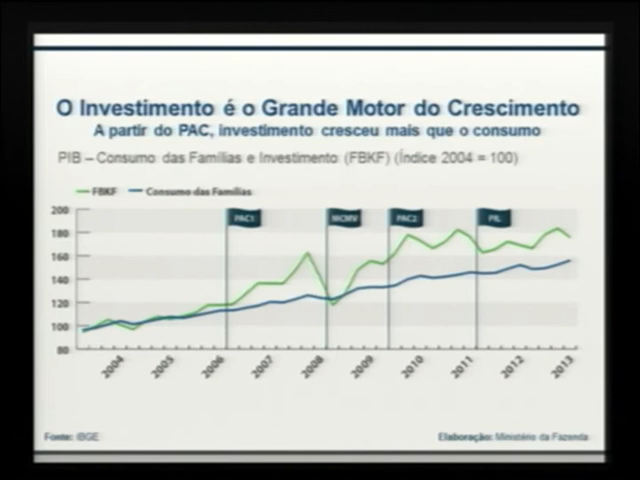 O Investimento é o Grande Motor do Crescimento
A partir do PAC, investimento cresceu mais que o consumo
PIB – Consumo das Famílias e Investimento (FBKF) (Índice 2004 = 100)
FBKF Consumo das Famílias
200
180
160
140
120
100
80
PAC1 MCMV PAC2 PIL
2004 2005 2006 2007 2008 2009 2010 2011 2012 2013
Fonte: IBGE
Elaboração: Ministério da Fazenda